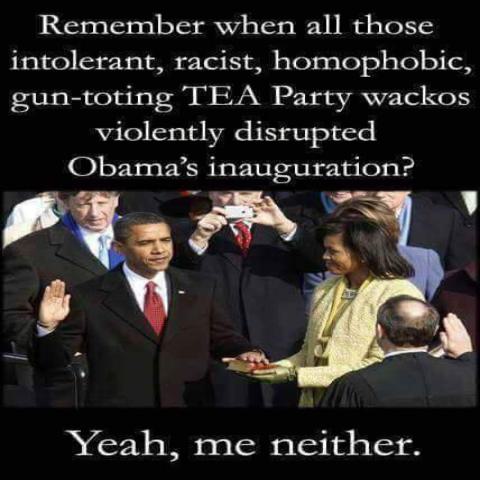 Remember when all those
intolerant, racist, homophobic,
gun-toting TEA Party wackos
violently disrupted
Obama's inauguration?
Yeah, me neither.